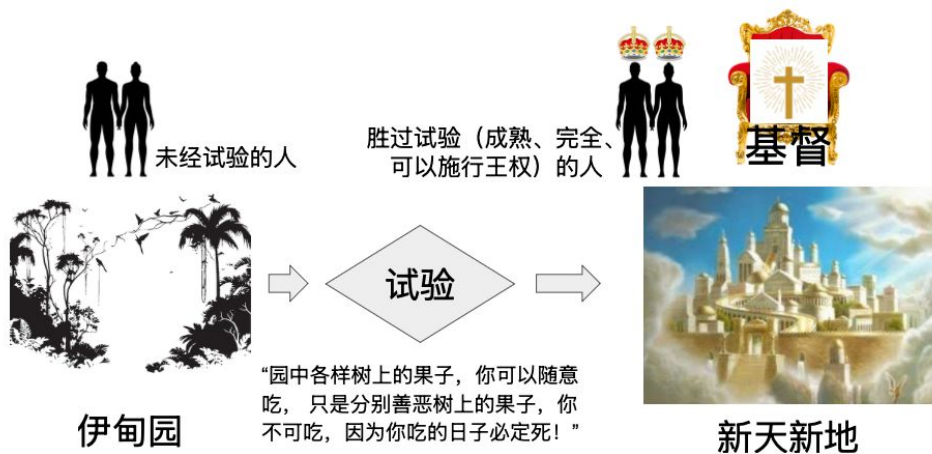 未经试验的人
胜过试验（成熟、完全、
可以施行王权）的人
基督
试验
“园中各样树上的果子，你可以随意
吃， 只是分别善恶树上的果子，你
不可吃，因为你吃的日子必定死！”
伊甸园
新天新地